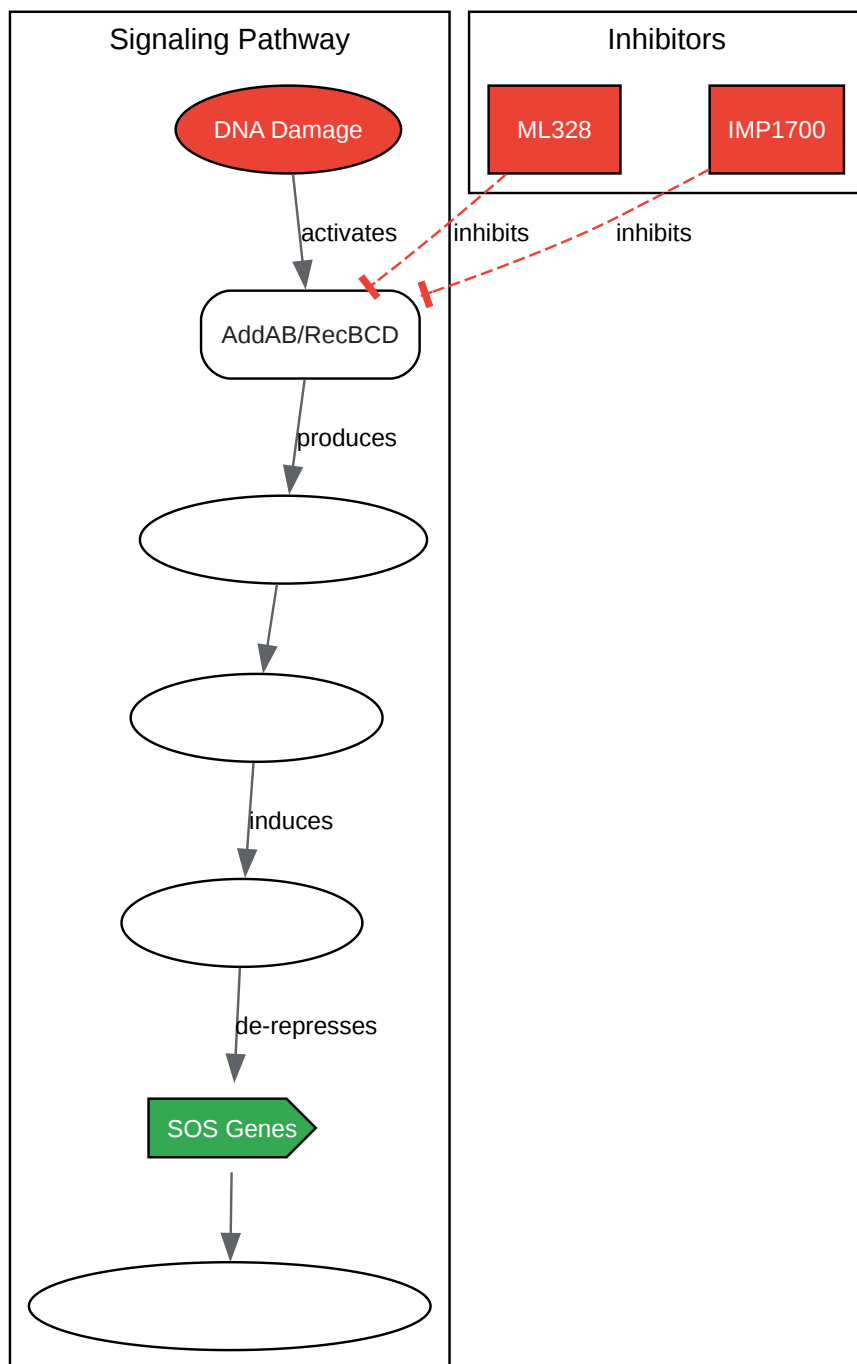 Signaling Pathway
Inhibitors
DNA Damage
ML328
IMP1700
activates
inhibits
inhibits
AddAB/RecBCD
produces
induces
de-represses
SOS Genes